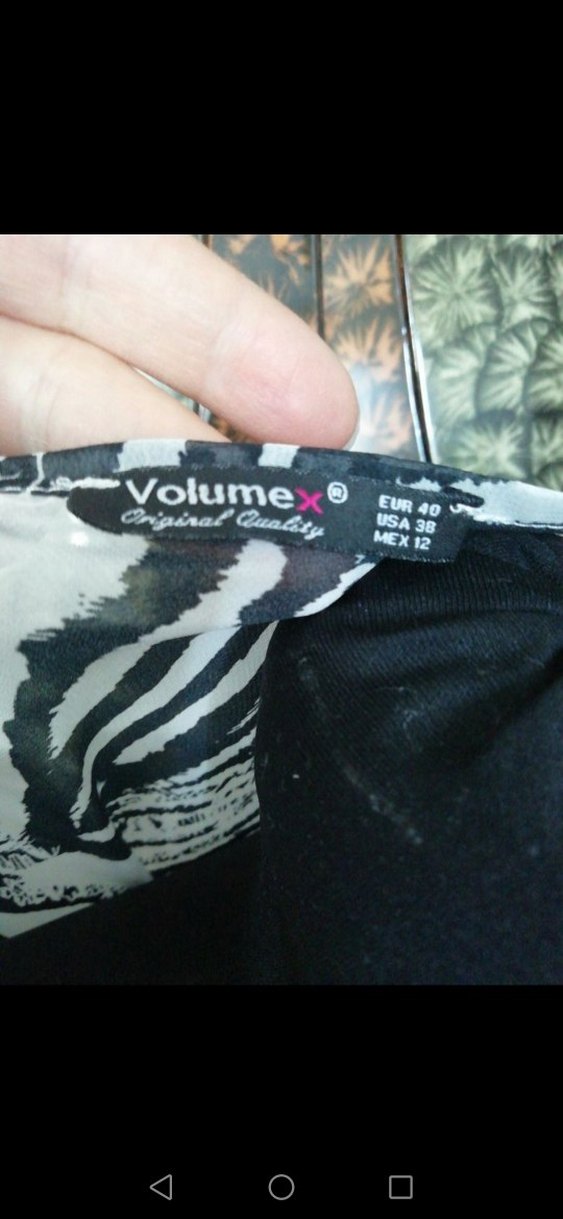 Volumex®
Original Quality
EUR 40
USA 38
MEX 12